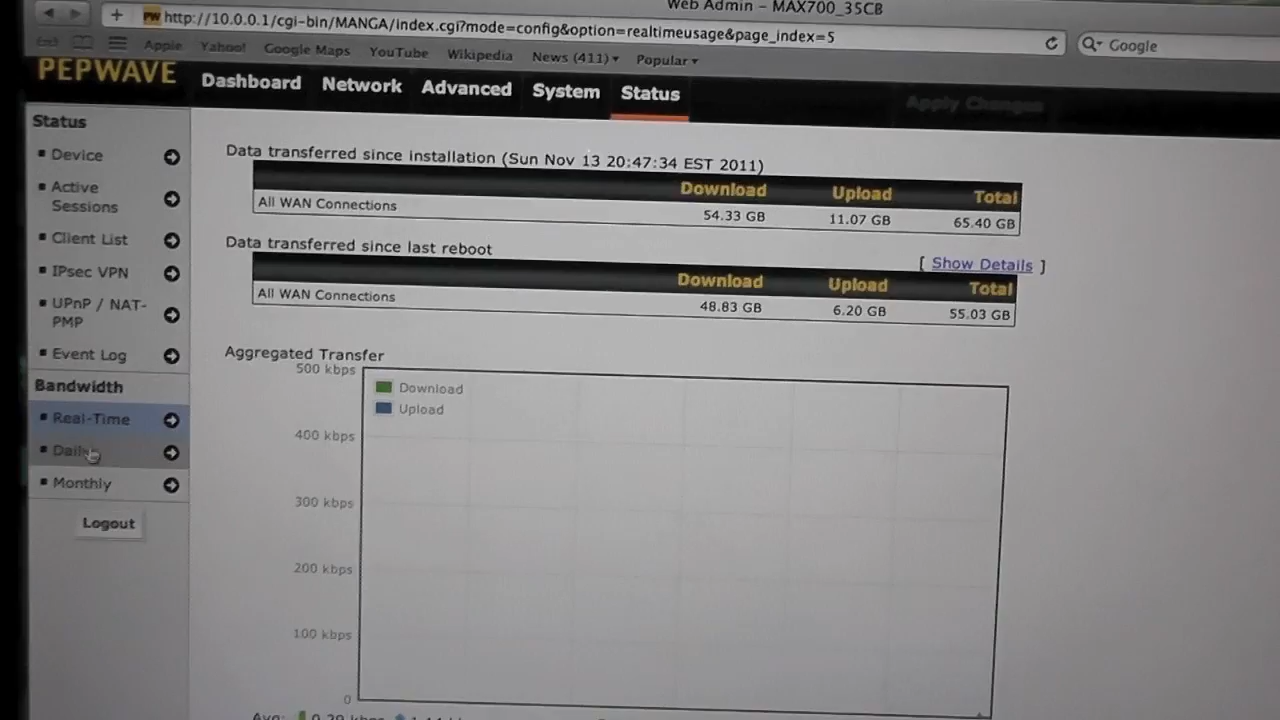 Web Admin – MAX700_35CB
http://10.0.0.1/cgi-bin/MANGA/index.cgi?mode=config&option=realtimeusage&page_index=5
Google
Apple Yahoo! Google Maps YouTube Wikipedia News (411) Popular
PEPWAVE
Dashboard Network Advanced System Status Apply Changes
Status
Device
Active
Sessions
Client List
IPsec VPN
UPnP / NAT-
PMP
Event Log
Bandwidth
Real-Time
Daily
Monthly
Logout
Data transferred since installation (Sun Nov 13 20:47:34 EST 2011)
Download Upload Total
All WAN Connections 54.33 GB 11.07 GB 65.40 GB
Data transferred since last reboot
[ Show Details ]
Download Upload Total
All WAN Connections 48.83 GB 6.20 GB 55.03 GB
Aggregated Transfer
500 kbps
Download
Upload
400 kbps
300 kbps
200 kbps
100 kbps
0